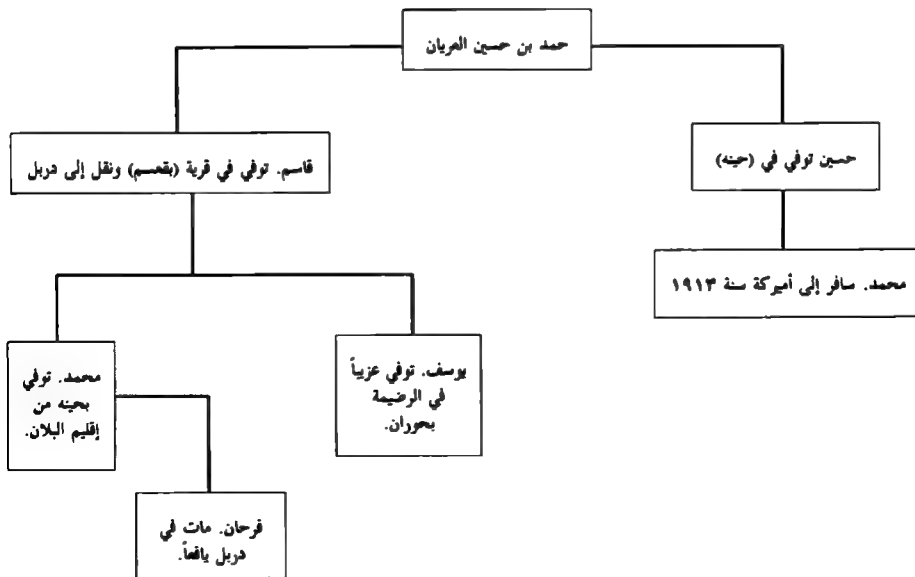 حمد بن حسين العريان
حسين توفي في (حينه)
قاسم. توفي في قرية (بقعسم) ونقل إلى دربل
محمد. سافر إلى أميركة سنة ١٩١٣
يوسف. توفي عزيباً
في الرضيمة
بحوران.
محمد. توفي
بحينه من
إقليم البلان.
فرحان. مات في
دربل يافعاً.